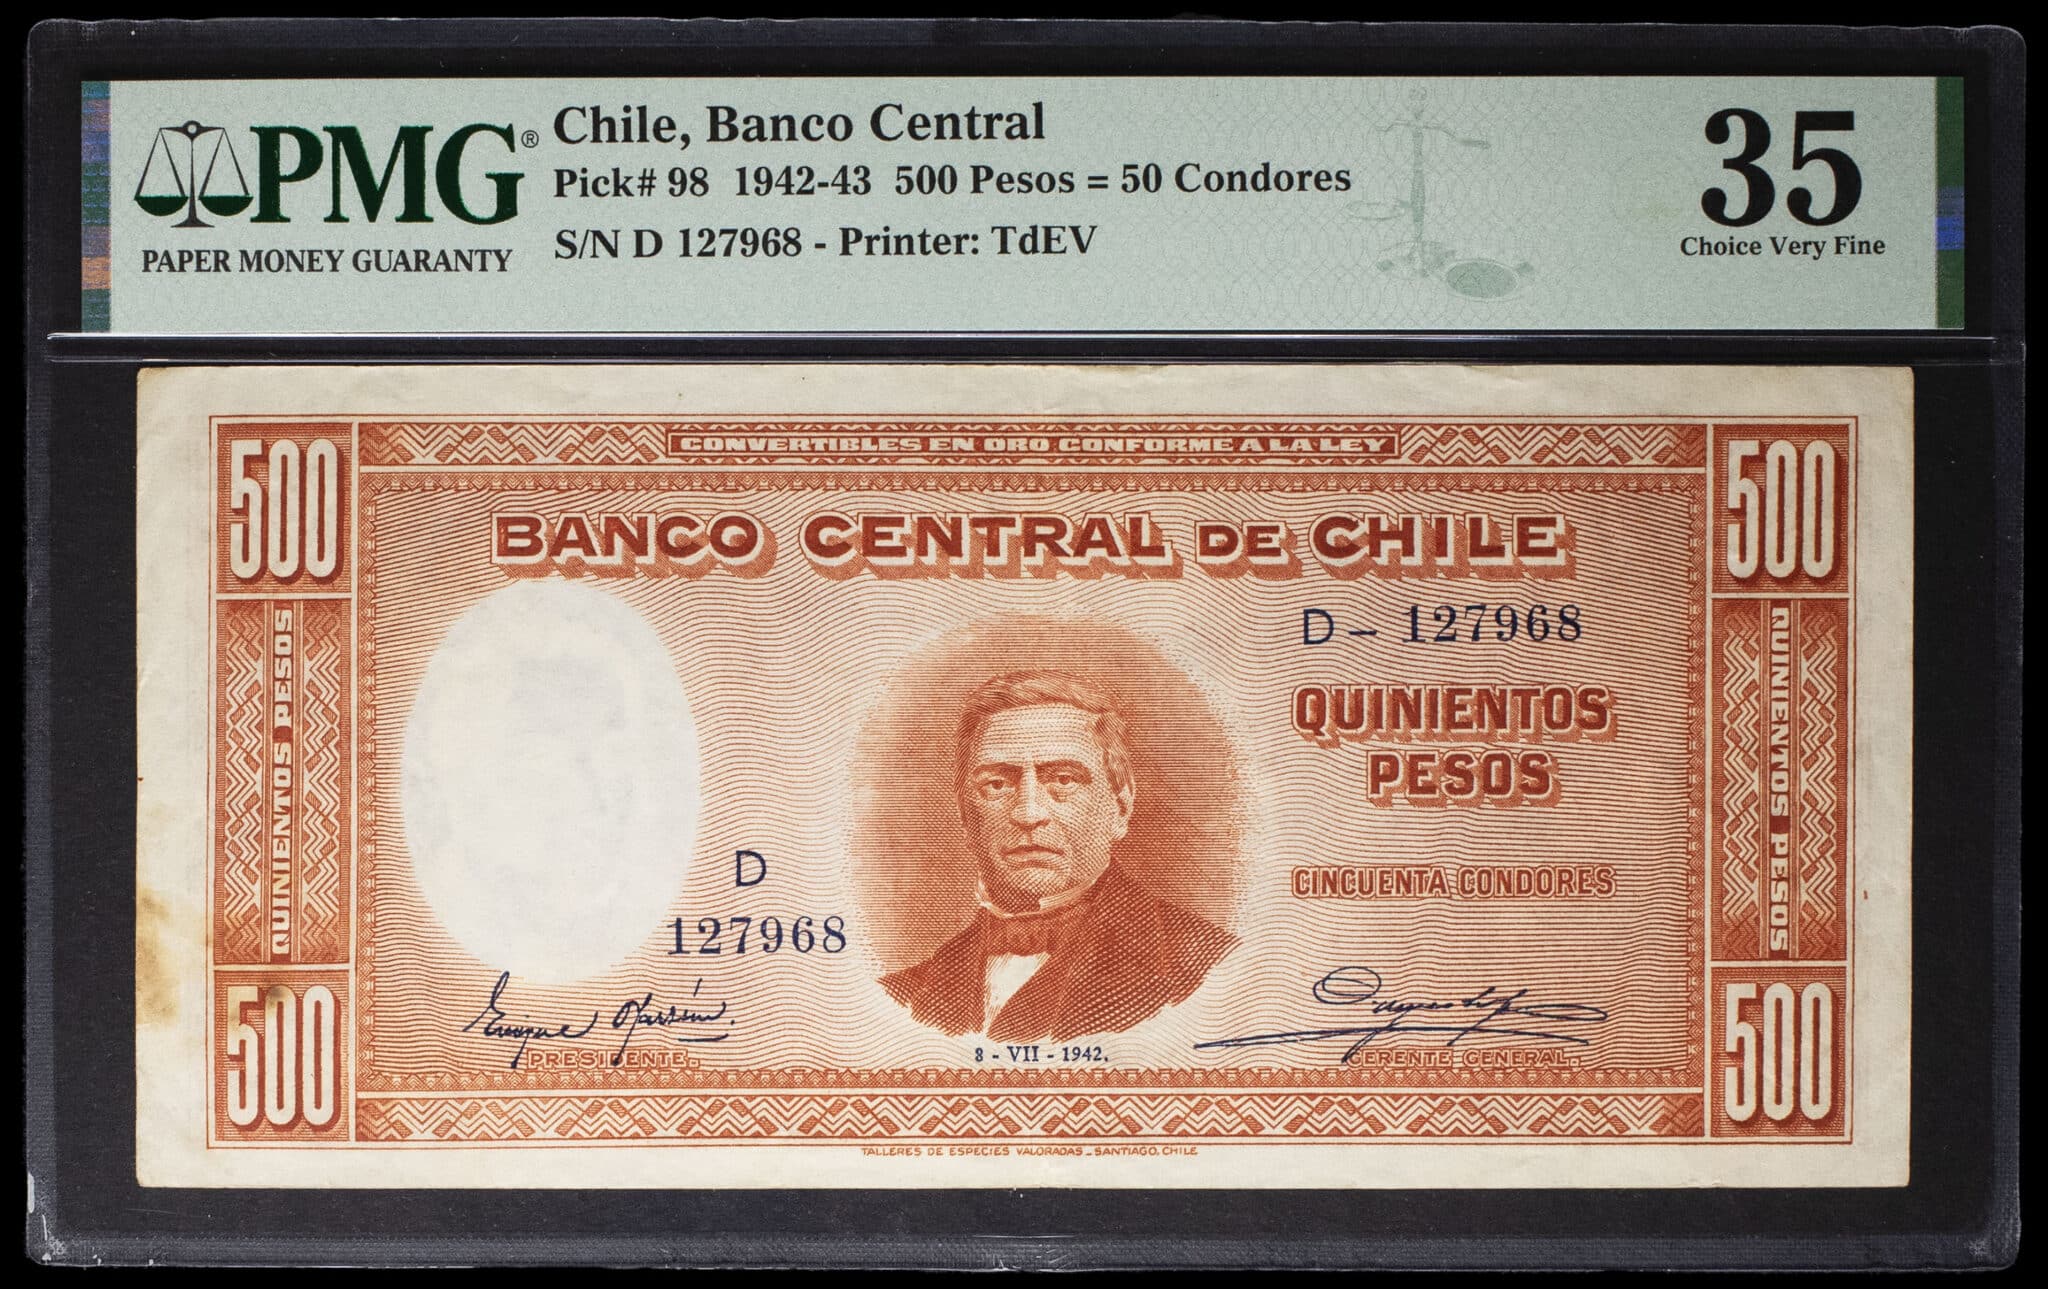 PMG®
PAPER MONEY GUARANTY
Chile, Banco Central
Pick# 98 1942-43 500 Pesos = 50 Condores
S/N D 127968 - Printer: TdEV
35
Choice Very Fine
500
CONVERTIBLES EN ORO CONFORME A LA LEY
500
BANCO CENTRAL DE CHILE
D - 127968
QUINIENTOS PESOS
QUINIENTOS
PESOS
QUINIENTOS PESOS
CINCUENTA CONDORES
D
127968
500
Enrique
PRESIDENTE.
8 - VII - 1942.
GERENTE GENERAL.
500
TALLERES DE ESPECIES VALORADAS - SANTIAGO, CHILE